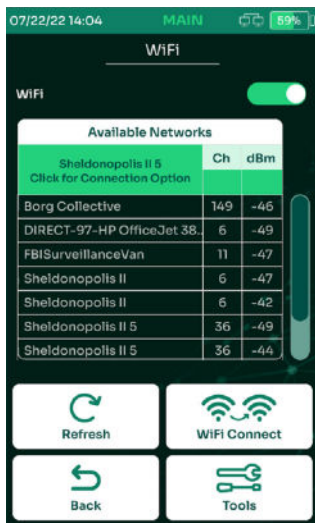 07/22/22 14:04 MAIN 59%
WiFi
WiFi
Available Networks
Sheldonopolis II 5 Ch dBm
Click for Connection Option
Borg Collective 149 -46
DIRECT-97-HP OfficeJet 38.. 6 -49
FBISurveillanceVan 11 -47
Sheldonopolis II 6 -47
Sheldonopolis II 6 -42
Sheldonopolis II 5 36 -49
Sheldonopolis II 5 36 -44
Refresh WiFi Connect
Back Tools